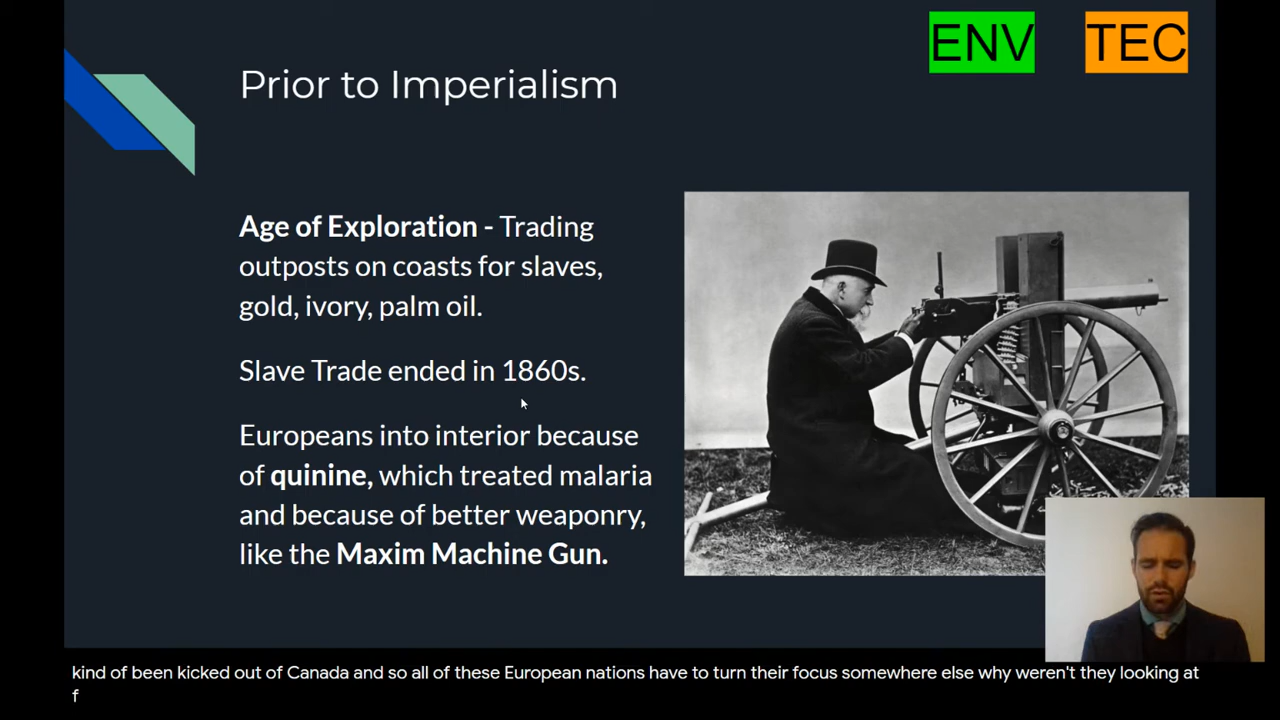 ENV TEC
Prior to Imperialism
Age of Exploration - Trading
outposts on coasts for slaves,
gold, ivory, palm oil.
Slave Trade ended in 1860s.
Europeans into interior because
of quinine, which treated malaria
and because of better weaponry,
like the Maxim Machine Gun.
kind of been kicked out of Canada and so all of these European nations have to turn their focus somewhere else why weren't they looking at
f